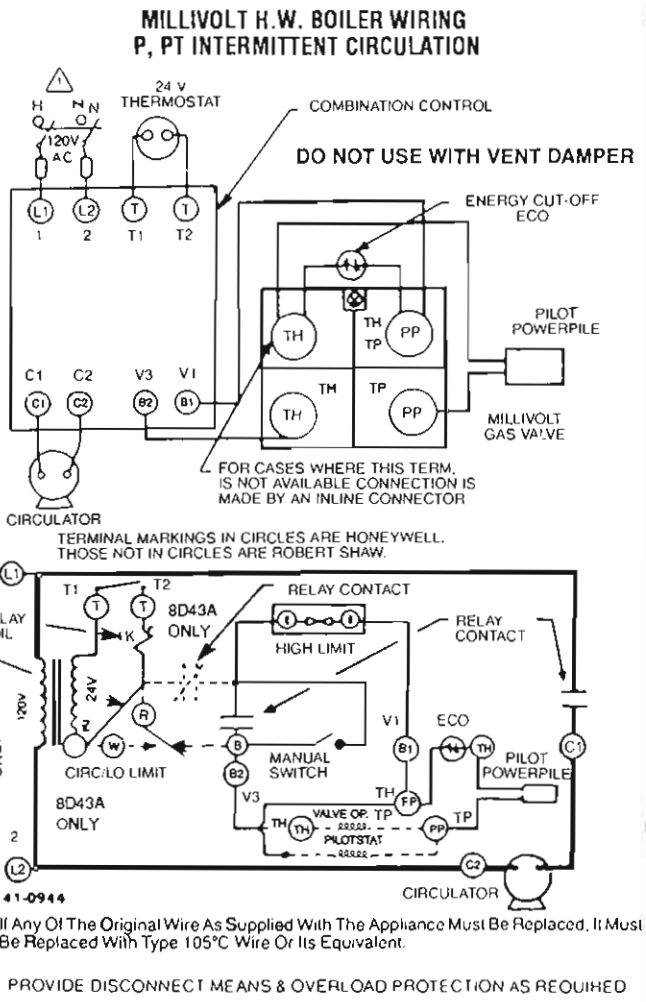 MILLIVOLT H.W. BOILER WIRING
P, PT INTERMITTENT CIRCULATION
1
24 V
THERMOSTAT
H N N
120V
AC
COMBINATION CONTROL
DO NOT USE WITH VENT DAMPER
ENERGY CUT-OFF
ECO
L1 L2 T T
1 2 T1 T2
PILOT
POWERPILE
TH TH TP PP
C1 C2 V3 V1
C1 C2 B2 B1
TH TH TP PP
MILLIVOLT
GAS VALVE
FOR CASES WHERE THIS TERM.
IS NOT AVAILABLE CONNECTION IS
MADE BY AN INLINE CONNECTOR
CIRCULATOR
TERMINAL MARKINGS IN CIRCLES ARE HONEYWELL.
THOSE NOT IN CIRCLES ARE ROBERT SHAW.
L1
T1 T2
T T
8D43A
ONLY
RELAY CONTACT
HIGH LIMIT
RELAY
CONTACT
LAY
IL
1K
120V
24V
R
W
B
B2
V3
CIRC/LO LIMIT
MANUAL
SWITCH
V1
B1
ECO
TH
C1
PILOT
POWERPILE
8D43A
ONLY
TH
VALVE OP. TP
TP
TH TH
PP
PILOTSTAT
2
L2
C2
CIRCULATOR
41-0944
If Any Of The Original Wire As Supplied With The Appliance Must Be Replaced, It Must
Be Replaced With Type 105°C Wire Or Its Equivalent.
PROVIDE DISCONNECT MEANS & OVERLOAD PROTECTION AS REQUIRED